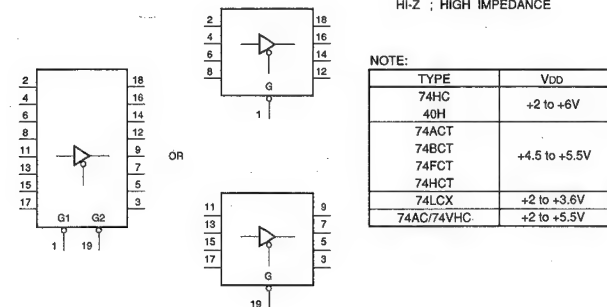 HI-Z ; HIGH IMPEDANCE
2 18
4 16
6 14
8 12
G
1
2 18
4 16
6 14
8 12
11 9
13 7
15 5
17 3
G1 G2
1 19
OR
11 9
13 7
15 5
17 3
G
19
NOTE:
TYPE VDD
74HC
40H
+2 to +6V
74ACT
74BCT
74FCT
74HCT
+4.5 to +5.5V
74LCX +2 to +3.6V
74AC/74VHC +2 to +5.5V